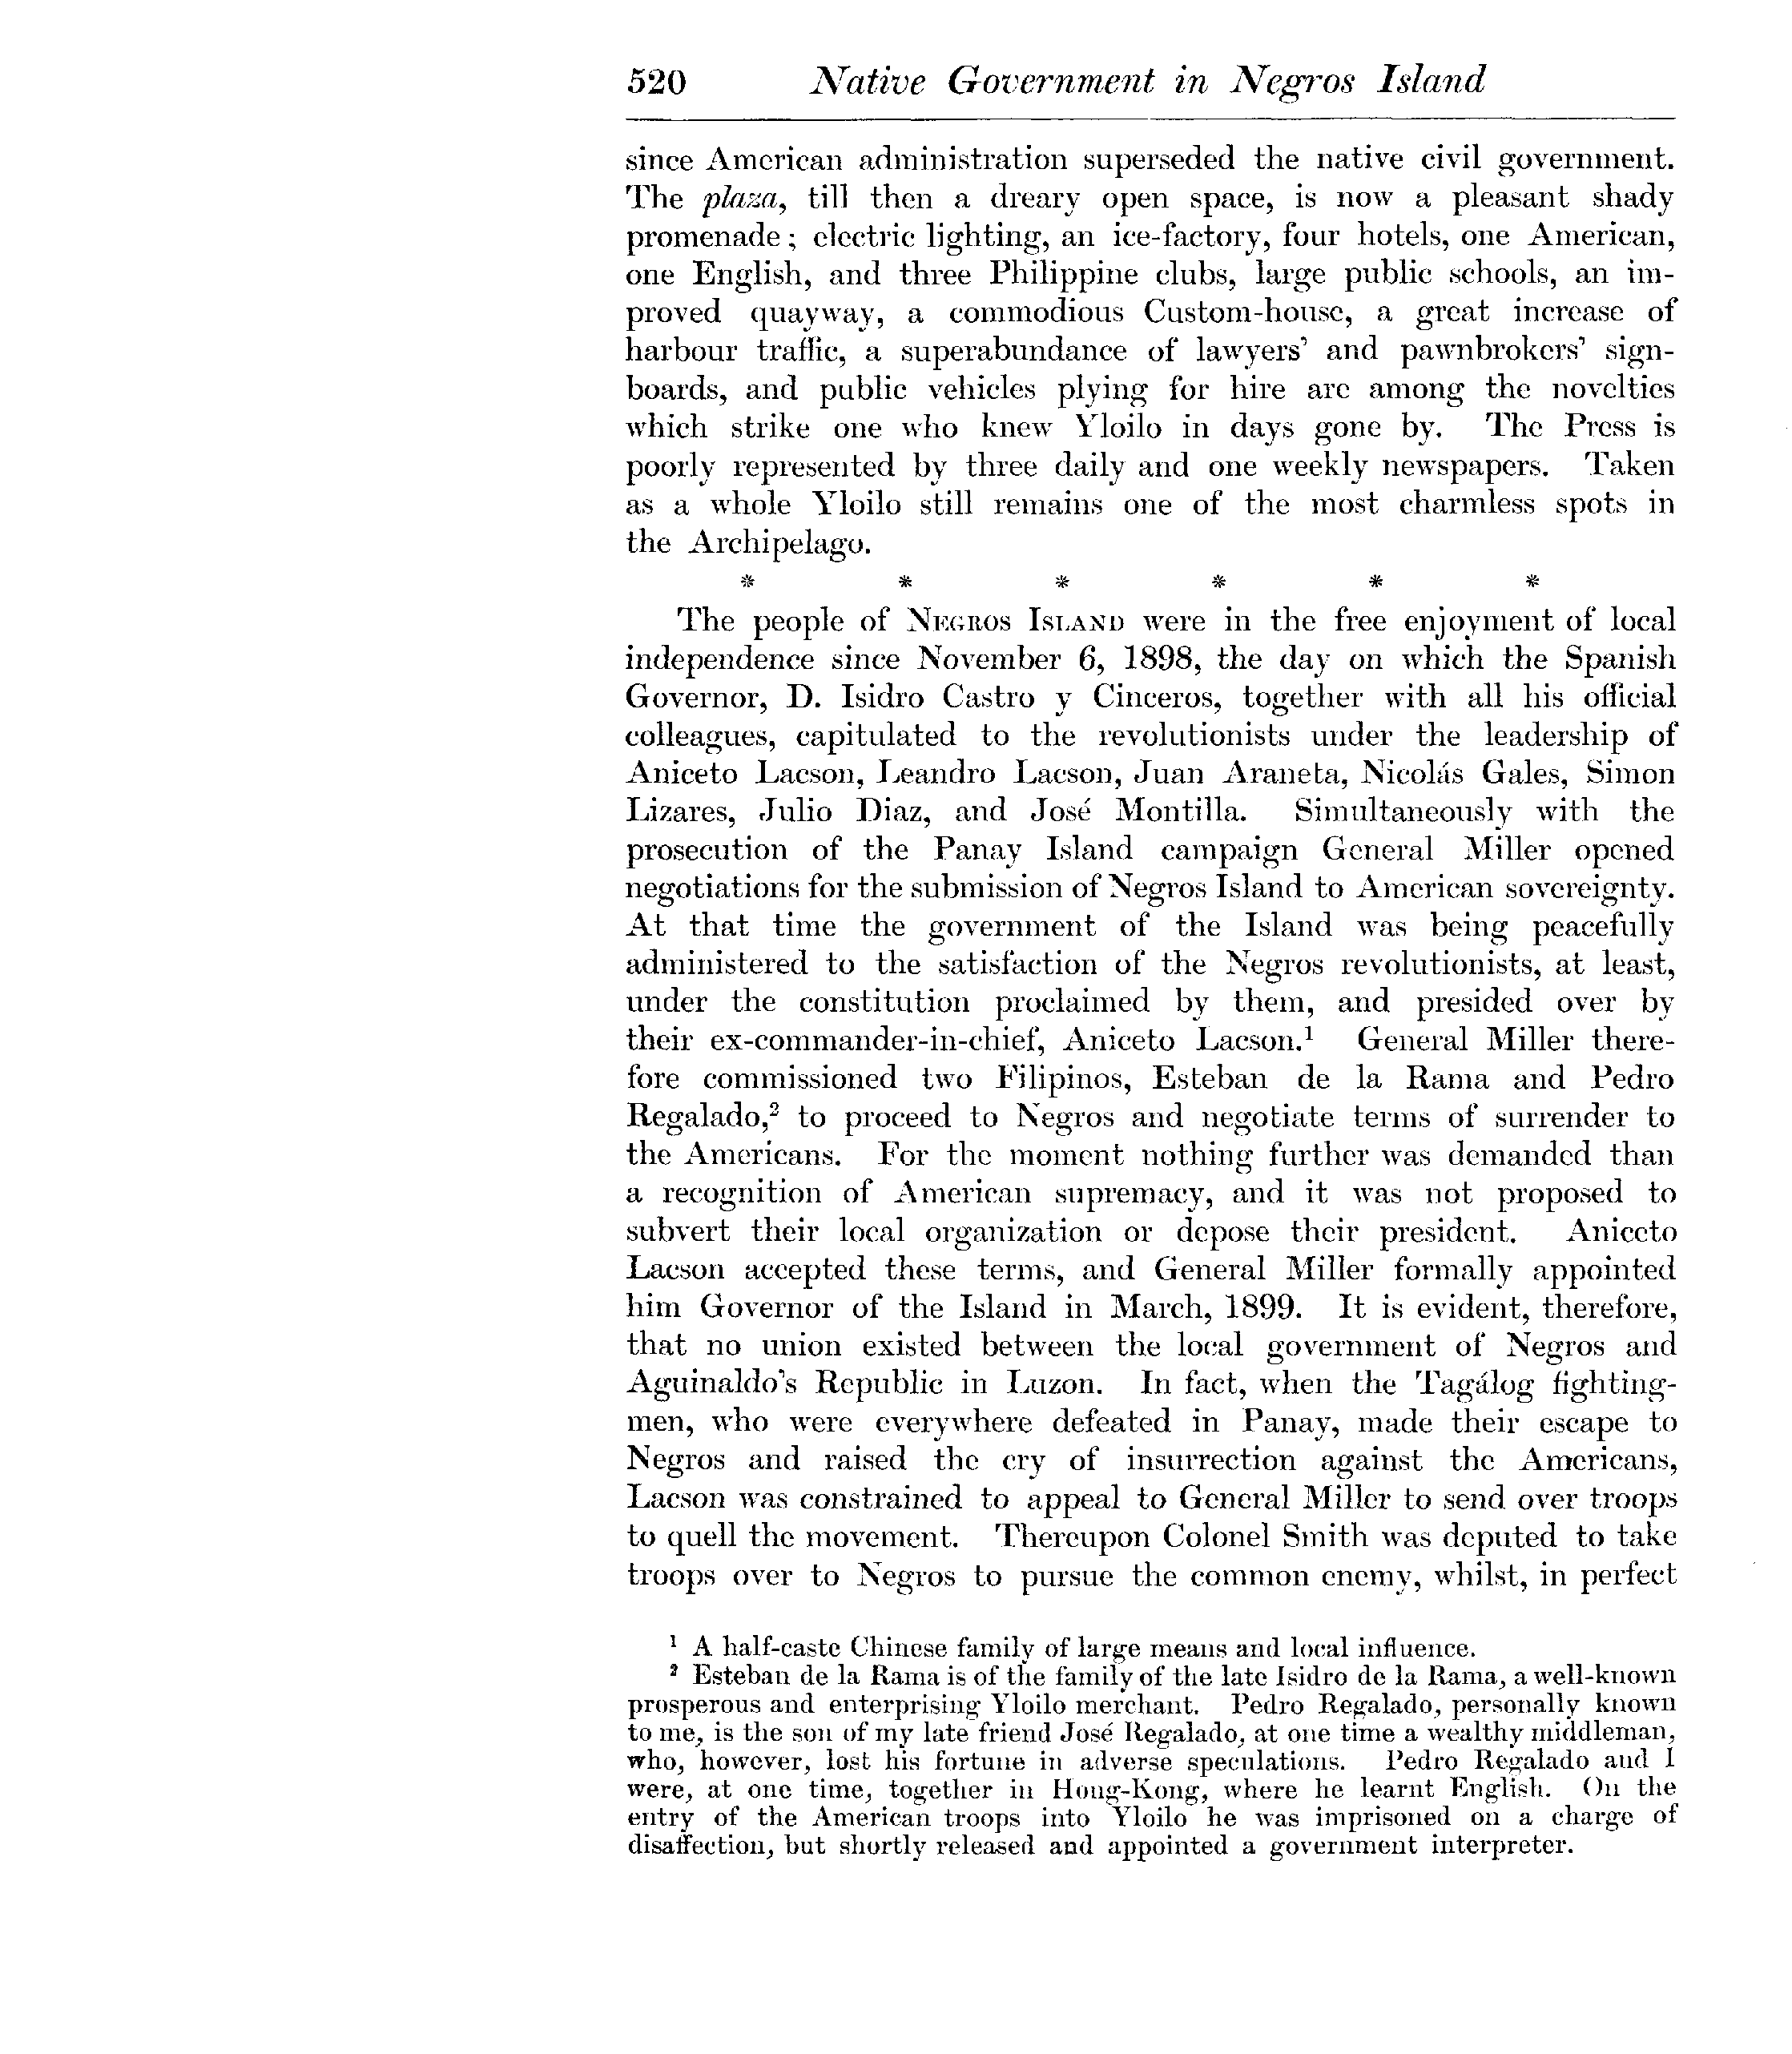 520 Native Government in Negros Island
since American administration superseded the native civil government.
The plaza, till then a dreary open space, is now a pleasant shady
promenade; electric lighting, an ice-factory, four hotels, one American,
one English, and three Philippine clubs, large public schools, an im-
proved quayway, a commodious Custom-house, a great increase of
harbour traffic, a superabundance of lawyers' and pawnbrokers' sign-
boards, and public vehicles plying for hire are among the novelties
which strike one who knew Yloilo in days gone by. The Press is
poorly represented by three daily and one weekly newspapers. Taken
as a whole Yloilo still remains one of the most charmless spots in
the Archipelago.
* * * * * *
The people of NEGROS ISLAND were in the free enjoyment of local
independence since November 6, 1898, the day on which the Spanish
Governor, D. Isidro Castro y Cinceros, together with all his official
colleagues, capitulated to the revolutionists under the leadership of
Aniceto Lacson, Leandro Lacson, Juan Araneta, Nicolás Gales, Simon
Lizares, Julio Diaz, and José Montilla. Simultaneously with the
prosecution of the Panay Island campaign General Miller opened
negotiations for the submission of Negros Island to American sovereignty.
At that time the government of the Island was being peacefully
administered to the satisfaction of the Negros revolutionists, at least,
under the constitution proclaimed by them, and presided over by
their ex-commander-in-chief, Aniceto Lacson.¹ General Miller there-
fore commissioned two Filipinos, Esteban de la Rama and Pedro
Regalado,² to proceed to Negros and negotiate terms of surrender to
the Americans. For the moment nothing further was demanded than
a recognition of American supremacy, and it was not proposed to
subvert their local organization or depose their president. Aniceto
Lacson accepted these terms, and General Miller formally appointed
him Governor of the Island in March, 1899. It is evident, therefore,
that no union existed between the local government of Negros and
Aguinaldo's Republic in Luzon. In fact, when the Tagálog fighting-
men, who were everywhere defeated in Panay, made their escape to
Negros and raised the cry of insurrection against the Americans,
Lacson was constrained to appeal to General Miller to send over troops
to quell the movement. Thereupon Colonel Smith was deputed to take
troops over to Negros to pursue the common enemy, whilst, in perfect
¹ A half-caste Chinese family of large means and local influence.
² Esteban de la Rama is of the family of the late Isidro de la Rama, a well-known
prosperous and enterprising Yloilo merchant. Pedro Regalado, personally known
to me, is the son of my late friend José Regalado, at one time a wealthy middleman,
who, however, lost his fortune in adverse speculations. Pedro Regalado and I
were, at one time, together in Hong-Kong, where he learnt English. On the
entry of the American troops into Yloilo he was imprisoned on a charge of
disaffection, but shortly released and appointed a government interpreter.